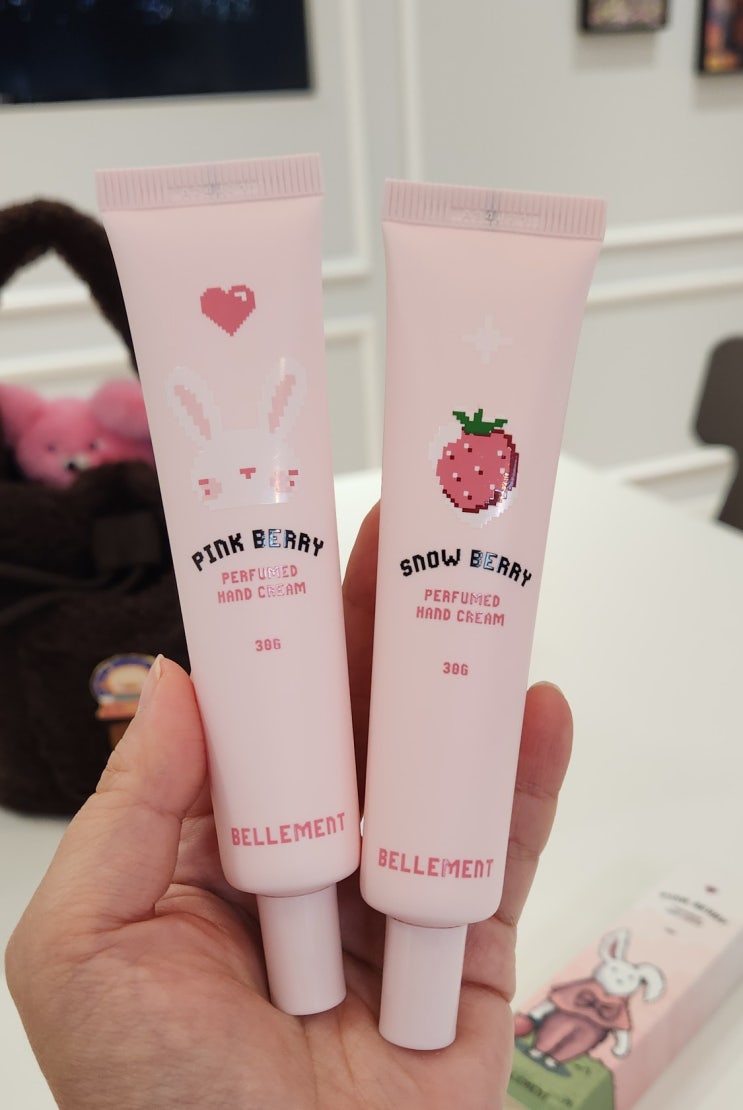 PINK BERRY
PERFUMED
HAND CREAM
30G
BELLEMENT
SNOW BERRY
PERFUMED
HAND CREAM
30G
BELLEMENT